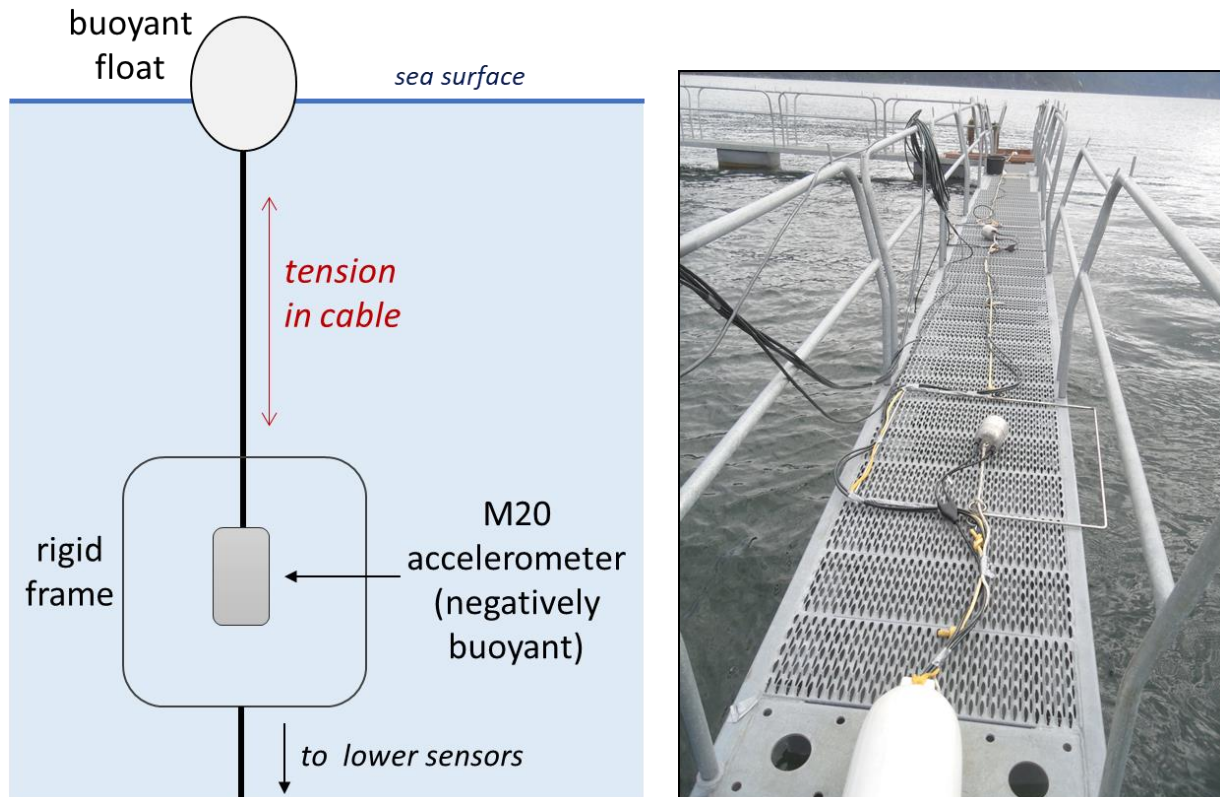 buoyant
float
sea surface
tension
in cable
rigid
frame
M20
accelerometer
(negatively
buoyant)
to lower sensors